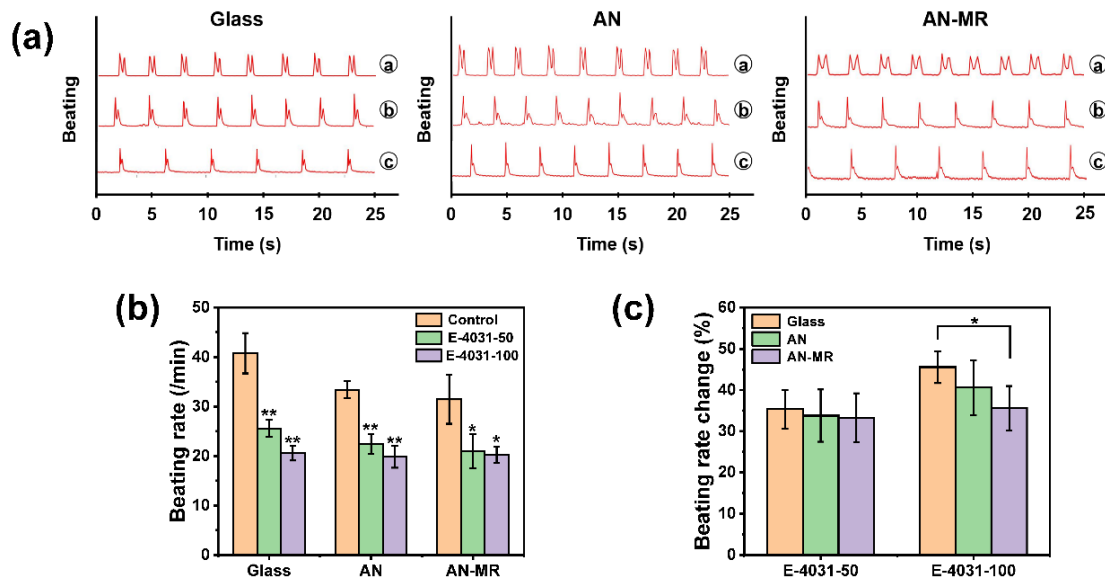 (a)
Glass
AN
AN-MR
Beating
a
b
c
0 5 10 15 20 25
Time (s)
Beating
a
b
c
0 5 10 15 20 25
Time (s)
Beating
a
b
c
0 5 10 15 20 25
Time (s)
(b)
Beating rate (/min)
50
40
30
20
10
0
Control
E-4031-50
E-4031-100
** **
** **
* *
Glass AN AN-MR
(c)
Beating rate change (%)
60
50
40
30
20
10
0
Glass
AN
AN-MR
*
E-4031-50 E-4031-100